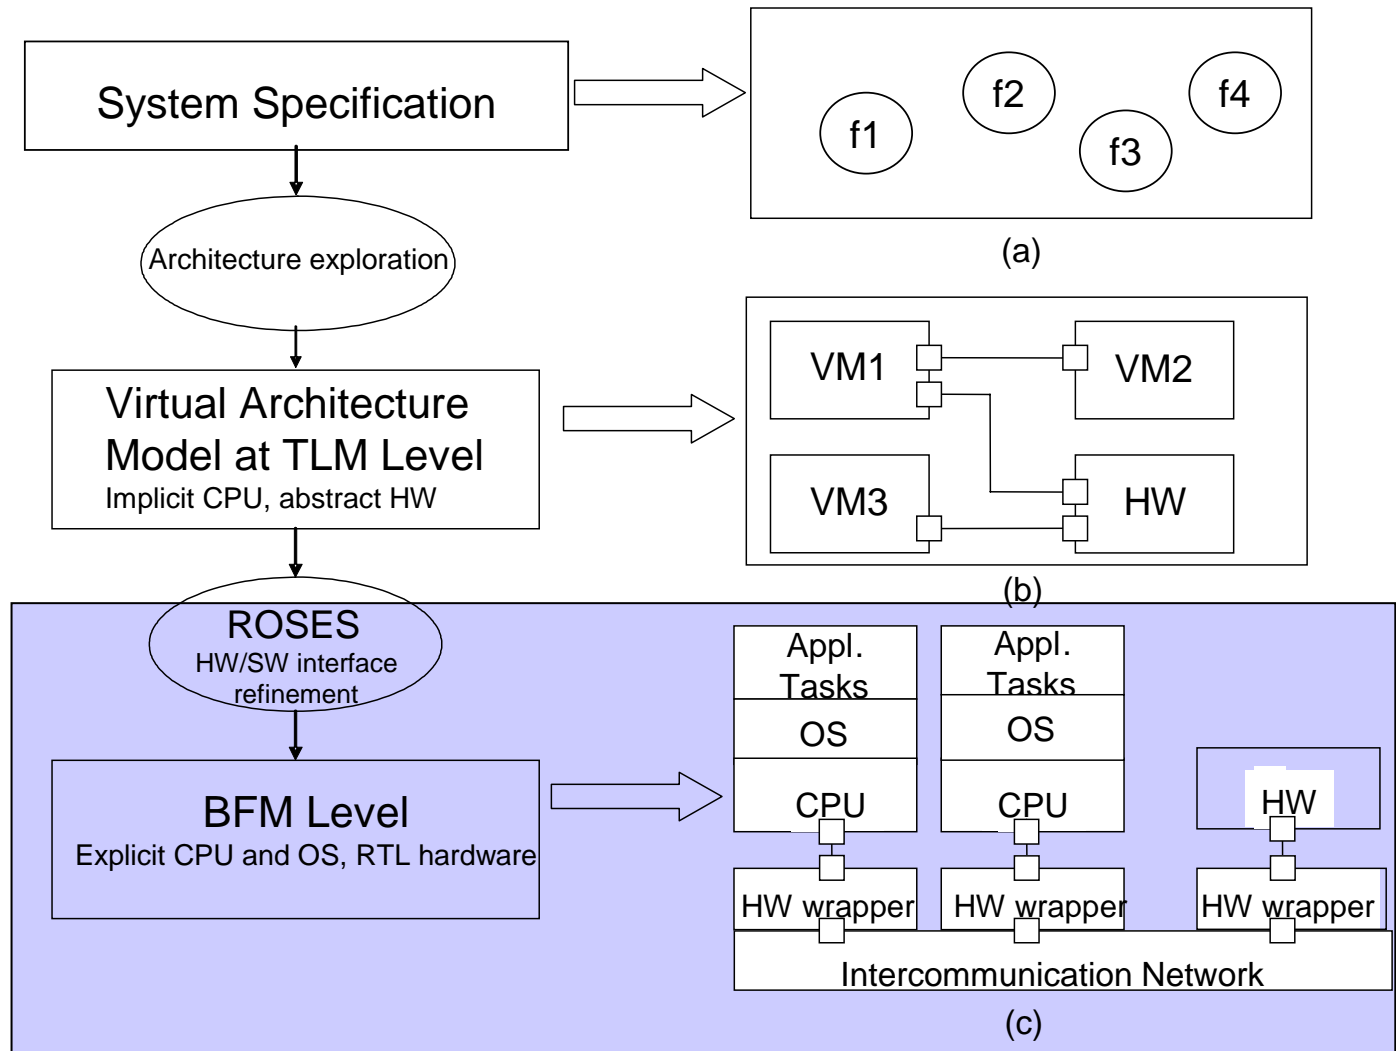 System Specification
f1
f2
f3
f4
(a)
Architecture exploration
Virtual Architecture
Model at TLM Level
Implicit CPU, abstract HW
VM1
VM2
VM3
HW
(b)
ROSES
HW/SW interface
refinement
BFM Level
Explicit CPU and OS, RTL hardware
Appl.
Tasks
OS
CPU
HW wrapper
Appl.
Tasks
OS
CPU
HW wrapper
HW
HW wrapper
Intercommunication Network
(c)